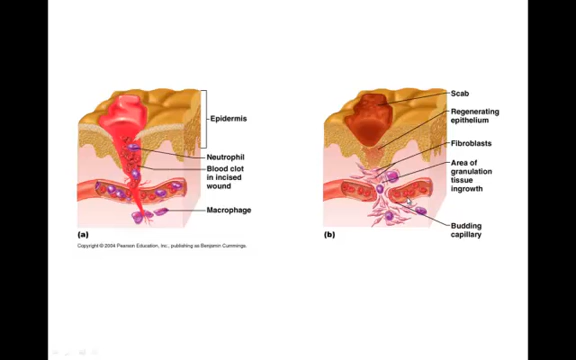 Epidermis
Neutrophil
Blood clot
in incised
wound
Macrophage
(a)
Copyright © 2004 Pearson Education, Inc., publishing as Benjamin Cummings.
Scab
Regenerating
epithelium
Fibroblasts
Area of
granulation
tissue
ingrowth
Budding
capillary
(b)